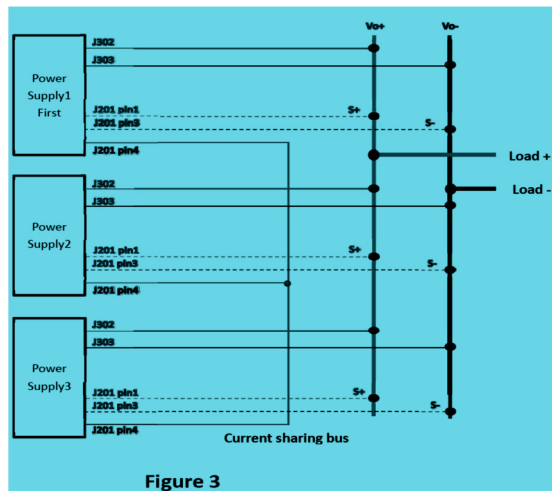 Vo+ Vo-
J302
J303
Power
Supply1
First
J201 pin1 S+
J201 pin3 S-
J201 pin4
Load +
J302
Load -
J303
Power
Supply2
J201 pin1 S+
J201 pin3 S-
J201 pin4
J302
J303
Power
Supply3
J201 pin1 S+
J201 pin3 S-
J201 pin4
Current sharing bus
Figure 3